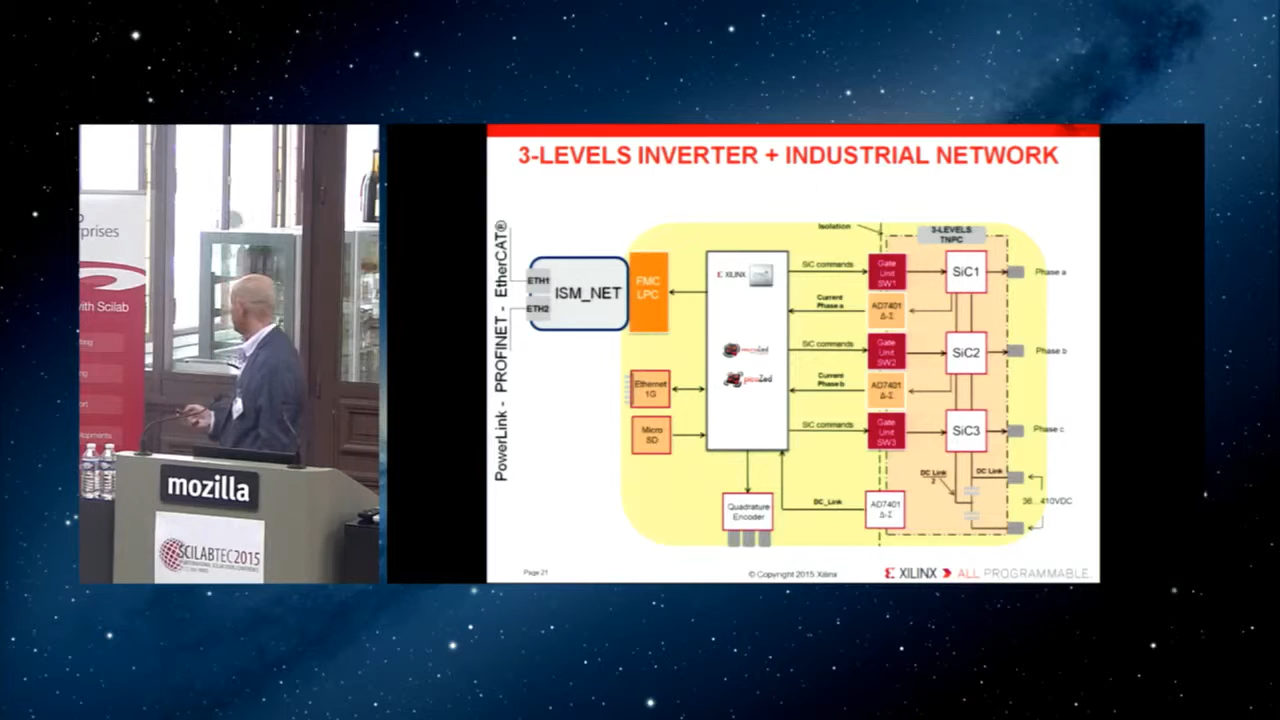 3-LEVELS INVERTER + INDUSTRIAL NETWORK
PowerLink - PROFINET - EtherCAT®
ETH1
ETH2
ISM_NET
FMC
LPC
Ethernet
1G
Micro
SD
XILINX
picoZed
Quadrature
Encoder
Isolation
3-LEVELS
TNPC
SiC commands
Current
Phase a
SiC commands
Current
Phase b
SiC commands
DC_Link
Gate
Unit
SW1
AD7401
Δ-Σ
Gate
Unit
SW2
AD7401
Δ-Σ
Gate
Unit
SW3
AD7401
Δ-Σ
SiC1
SiC2
SiC3
Phase a
Phase b
Phase c
DC Link
2
DC Link
36...410VDC
Page 21
© Copyright 2015 Xilinx
XILINX ALL PROGRAMMABLE
prises
with Scilab
mozilla
SCILABTEC2015